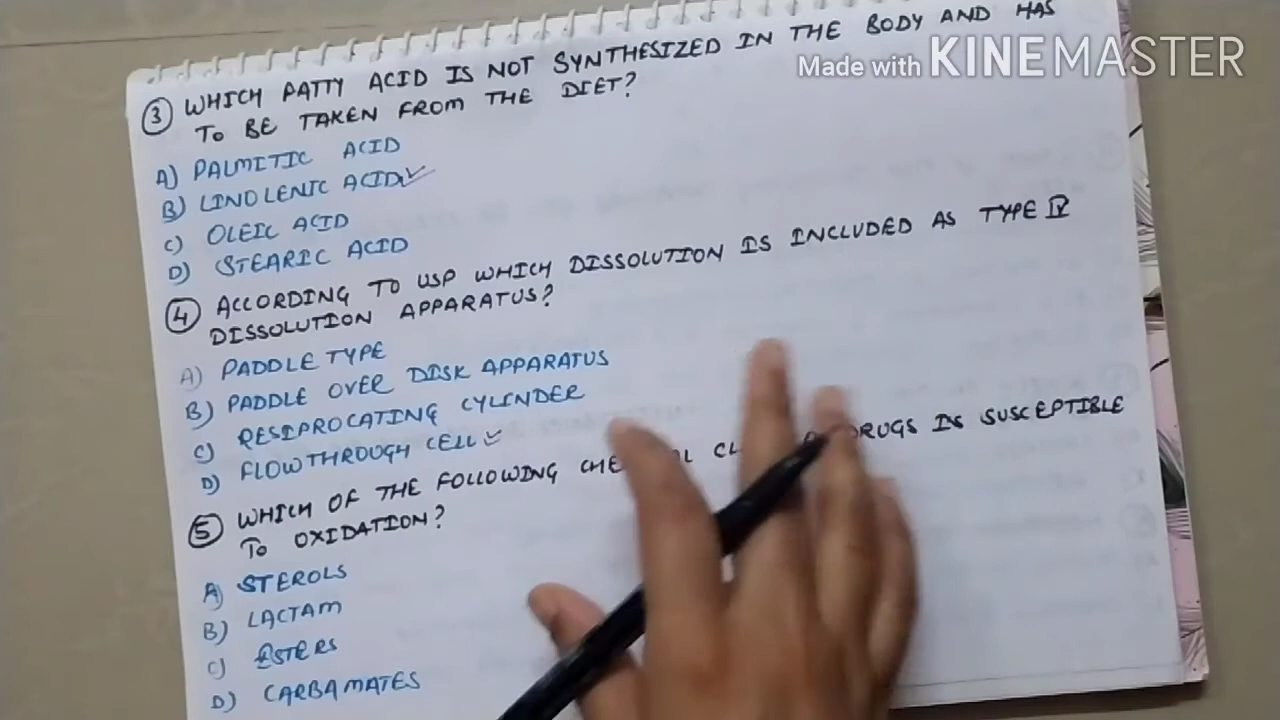 Made with KINEMASTER
③ WHICH PATTY ACID IS NOT SYNTHESIZED IN THE BODY AND HAS
TO BE TAKEN FROM THE DIET?
A) PALMITIC ACID
B) LINOLENIC ACID ✓
C) OLEIC ACID
D) STEARIC ACID
④ ACCORDING TO USP WHICH DISSOLUTION IS INCLUDED AS TYPE IV
DISSOLUTION APPARATUS?
A) PADDLE TYPE
B) PADDLE OVER DISK APPARATUS
C) RESIPROCATING CYLINDER
D) FLOWTHROUGH CELL ✓
⑤ WHICH OF THE FOLLOWING DRUGS IS SUSCEPTIBLE
TO OXIDATION?
A) STEROLS
B) LACTAM
C) ESTERS
D) CARBAMATES